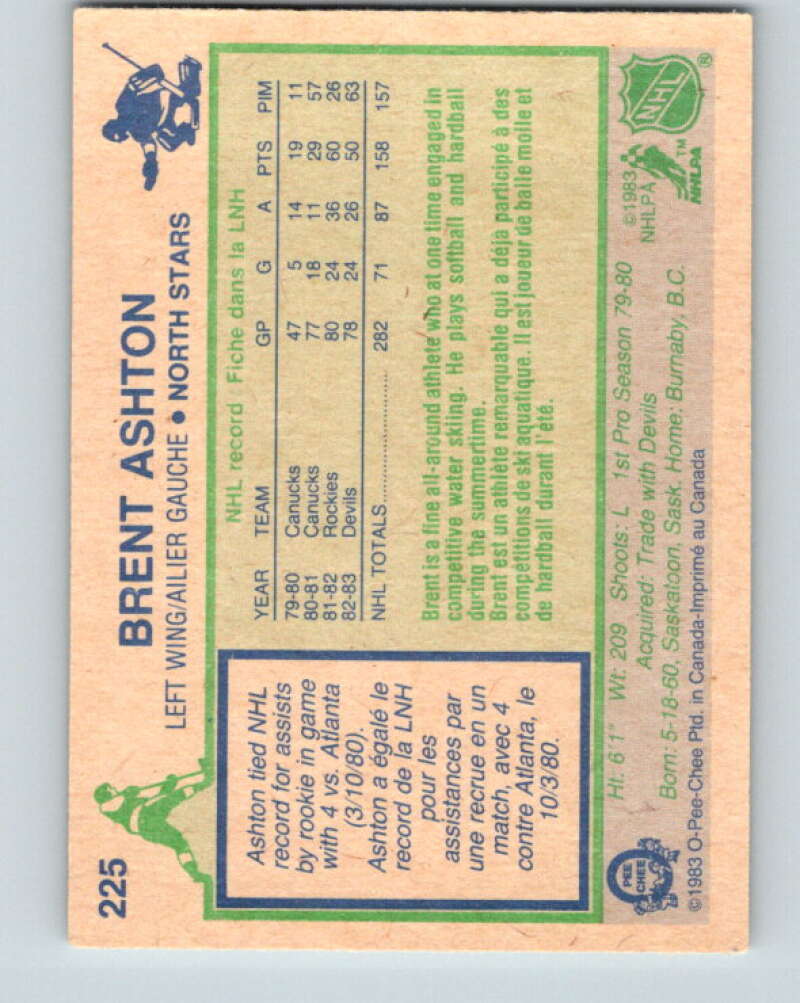 225
BRENT ASHTON
LEFT WING/AILIER GAUCHE • NORTH STARS
Ashton tied NHL
record for assists
by rookie in game
with 4 vs. Atlanta
(3/10/80).
Ashton a égalé le
record de la LNH
pour les
assistances par
une recrue en un
match, avec 4
contre Atlanta, le
10/3/80.
NHL record : Fiche dans la LNH
YEAR TEAM GP G A PTS PIM
79-80 Canucks 47 5 14 19 11
80-81 Canucks 77 18 11 29 57
81-82 Rockies 80 24 36 60 26
82-83 Devils 78 24 26 50 63
NHL TOTALS.................... 282 71 87 158 157
Brent is a fine all-around athlete who at one time engaged in
competitive water skiing. He plays softball and hardball
during the summertime.
Brent est un athlète remarquable qui a déjà participé à des
compétitions de ski aquatique. Il est joueur de balle molle et
de hardball durant l'été.
Ht: 6'1" Wt: 209 Shoots: L 1st Pro Season 79-80
Acquired: Trade with Devils
Born: 5-18-60, Saskatoon, Sask. Home: Burnaby, B.C.
©1983 O-Pee-Chee Ptd. in Canada-Imprimé au Canada
O PEE CHEE
©1983
NHLPA
NHLPA
TM
NHL
®